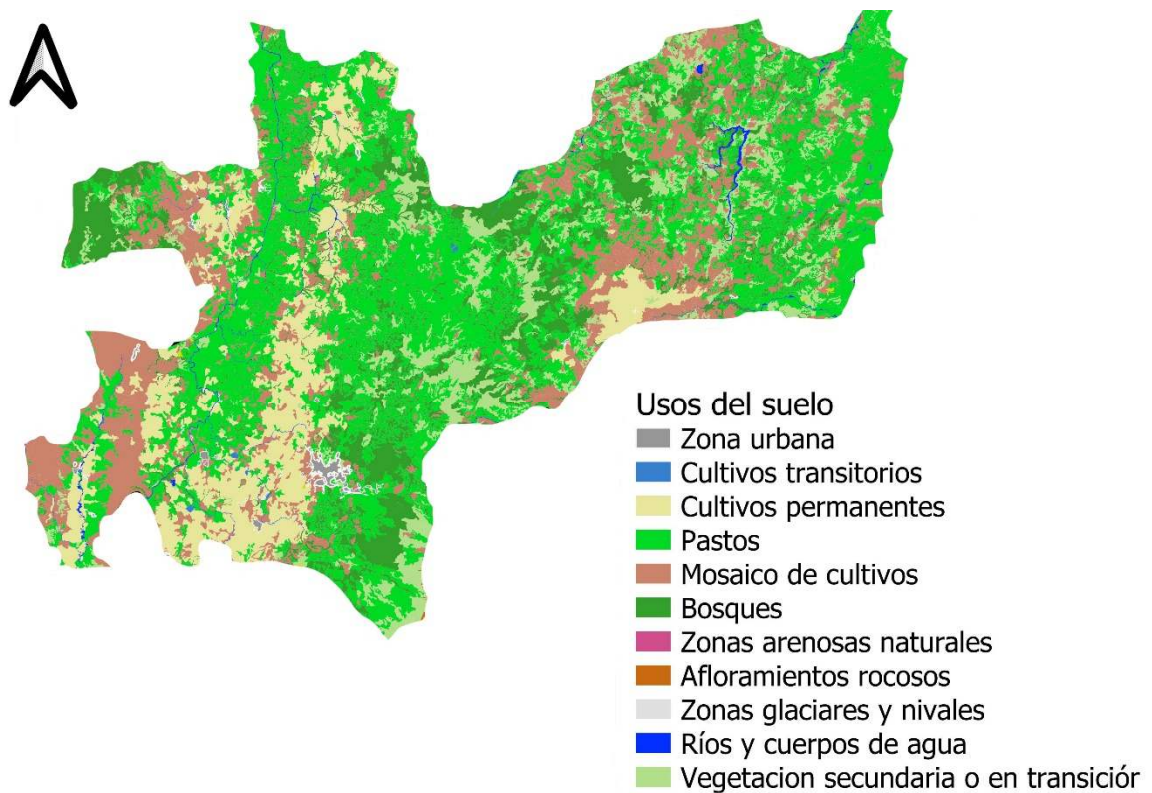 Usos del suelo
Zona urbana
Cultivos transitorios
Cultivos permanentes
Pastos
Mosaico de cultivos
Bosques
Zonas arenosas naturales
Afloramientos rocosos
Zonas glaciares y nivales
Ríos y cuerpos de agua
Vegetacion secundaria o en transiciór